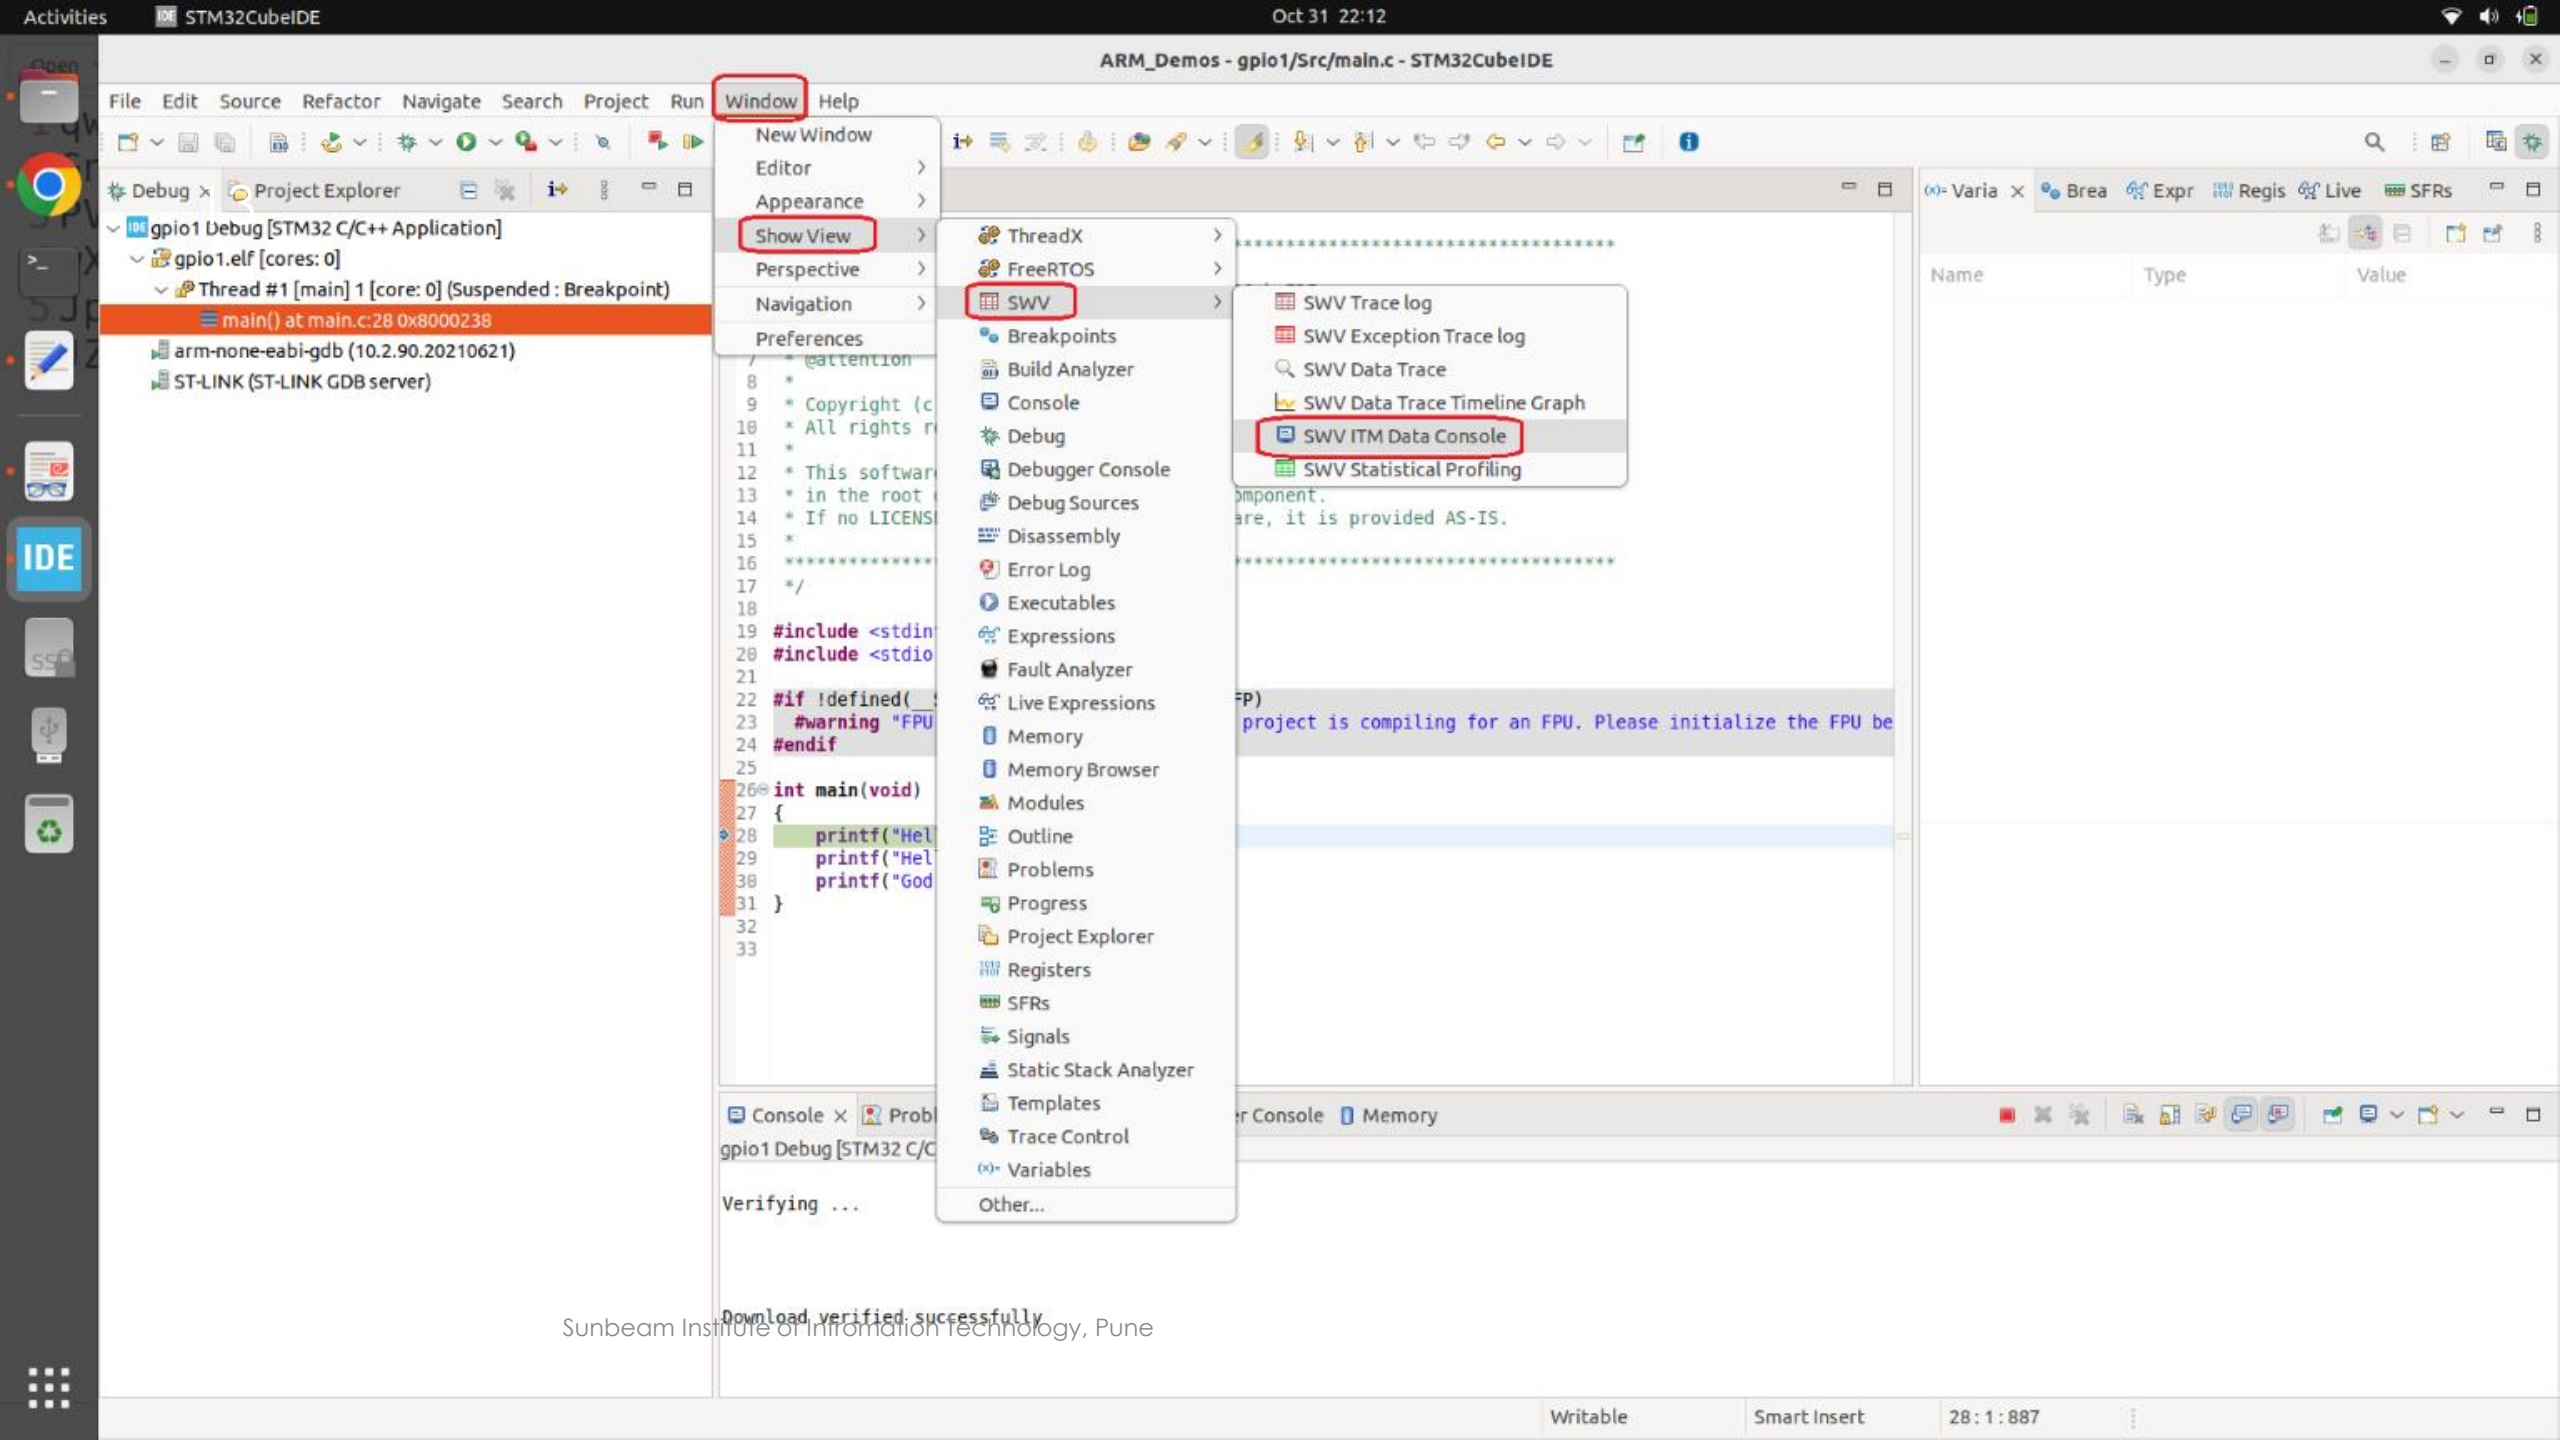 Activities
STM32CubeIDE
Oct 31 22:12
ARM_Demos - gpio1/Src/main.c - STM32CubeIDE
File Edit Source Refactor Navigate Search Project Run Window Help
New Window
Editor
Appearance
Show View
Perspective
Navigation
Preferences
Debug
Project Explorer
gpio1 Debug [STM32 C/C++ Application]
gpio1.elf [cores: 0]
Thread #1 [main] 1 [core: 0] (Suspended : Breakpoint)
main() at main.c:28 0x8000238
arm-none-eabi-gdb (10.2.90.20210621)
ST-LINK (ST-LINK GDB server)
ThreadX
FreeRTOS
SWV
Breakpoints
Build Analyzer
Console
Debug
Debugger Console
Debug Sources
Disassembly
Error Log
Executables
Expressions
Fault Analyzer
Live Expressions
Memory
Memory Browser
Modules
Outline
Problems
Progress
Project Explorer
Registers
SFRs
Signals
Static Stack Analyzer
Templates
Trace Control
Variables
Other...
SWV Trace log
SWV Exception Trace log
SWV Data Trace
SWV Data Trace Timeline Graph
SWV ITM Data Console
SWV Statistical Profiling
Varia Brea Expr Regis Live SFRs
Name Type Value
7 * @attention
8 *
9 * Copyright (c
10 * All rights r
11 *
12 * This softwar
13 * in the root omponent.
14 * If no LICENS are, it is provided AS-IS.
15 *
16 **************
17 */
18
19 #include <stdin
20 #include <stdio
21
22 #if !defined(__ FP)
23 #warning "FPU project is compiling for an FPU. Please initialize the FPU be
24 #endif
25
26 int main(void)
27 {
28 printf("Hel
29 printf("Hel
30 printf("God
31 }
32
33
Console Probl r Console Memory
gpio1 Debug [STM32 C/C
Verifying ...
Download verified successfully
Sunbeam Institute of Infromation Technology, Pune
Writable Smart Insert 28 : 1 : 887
IDE